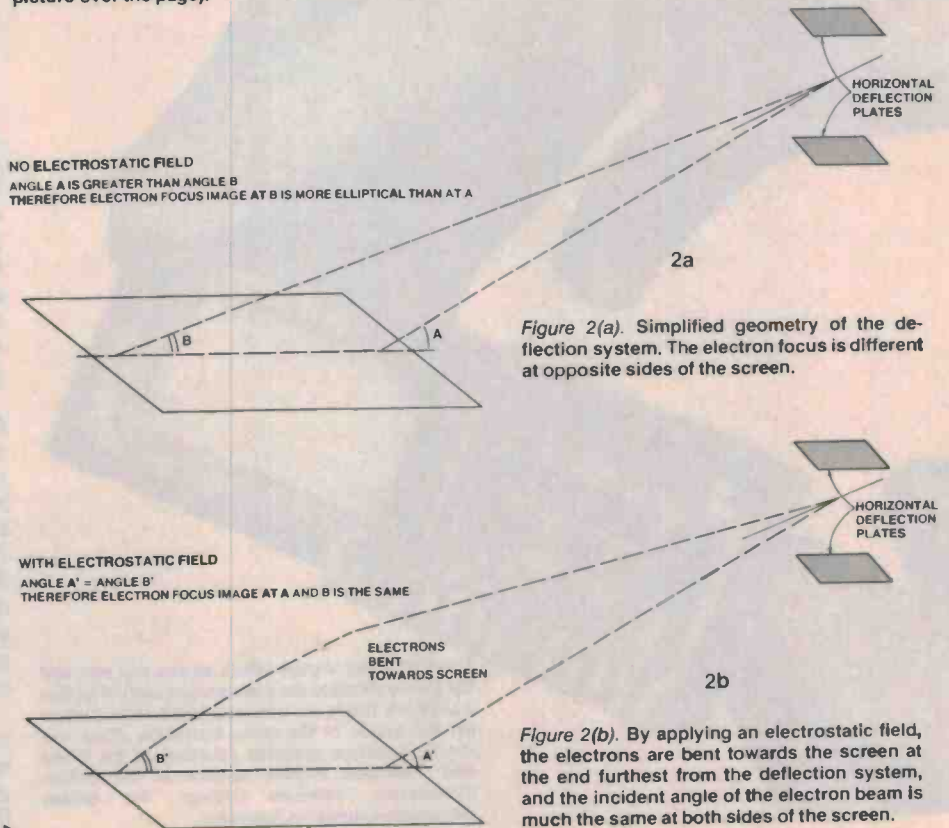 picture over the page).
HORIZONTAL
DEFLECTION
PLATES
NO ELECTROSTATIC FIELD
ANGLE A IS GREATER THAN ANGLE B
THEREFORE ELECTRON FOCUS IMAGE AT B IS MORE ELLIPTICAL THAN AT A
2a
B
A
Figure 2(a). Simplified geometry of the de-
flection system. The electron focus is different
at opposite sides of the screen.
HORIZONTAL
DEFLECTION
PLATES
WITH ELECTROSTATIC FIELD
ANGLE A' = ANGLE B'
THEREFORE ELECTRON FOCUS IMAGE AT A AND B IS THE SAME
ELECTRONS
BENT
TOWARDS SCREEN
2b
B'
A'
Figure 2(b). By applying an electrostatic field,
the electrons are bent towards the screen at
the end furthest from the deflection system,
and the incident angle of the electron beam is
much the same at both sides of the screen.